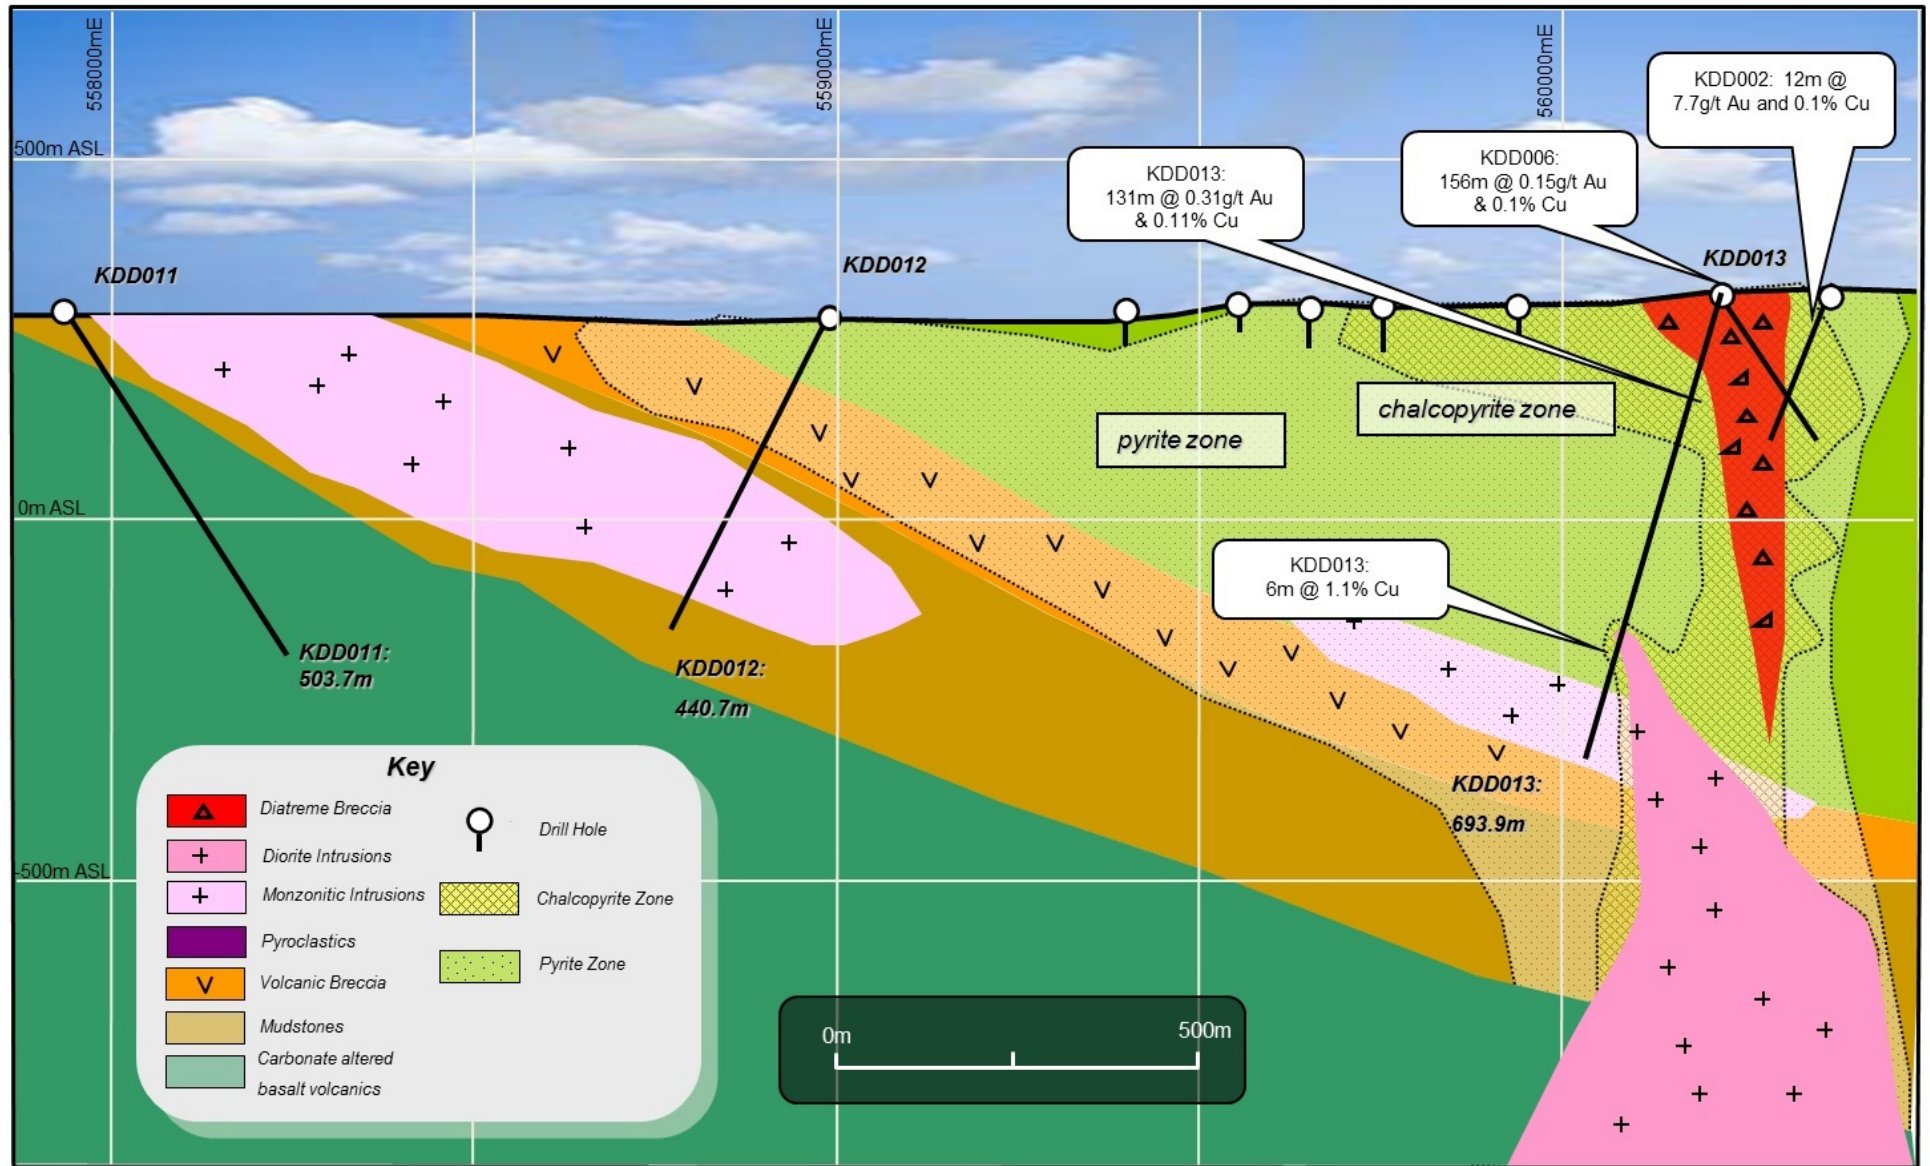 558000mE
559000mE
560000mE
KDD002: 12m @
7.7g/t Au and 0.1% Cu
500m ASL
KDD006:
156m @ 0.15g/t Au
& 0.1% Cu
KDD013:
131m @ 0.31g/t Au
& 0.11% Cu
KDD011
KDD012
KDD013
chalcopyrite zone
pyrite zone
0m ASL
KDD013:
6m @ 1.1% Cu
KDD011:
503.7m
KDD012:
440.7m
KDD013:
693.9m
-500m ASL
Key
Diatreme Breccia
Diorite Intrusions
Monzonitic Intrusions
Pyroclastics
Volcanic Breccia
Mudstones
Carbonate altered
basalt volcanics
Drill Hole
Chalcopyrite Zone
Pyrite Zone
0m
500m